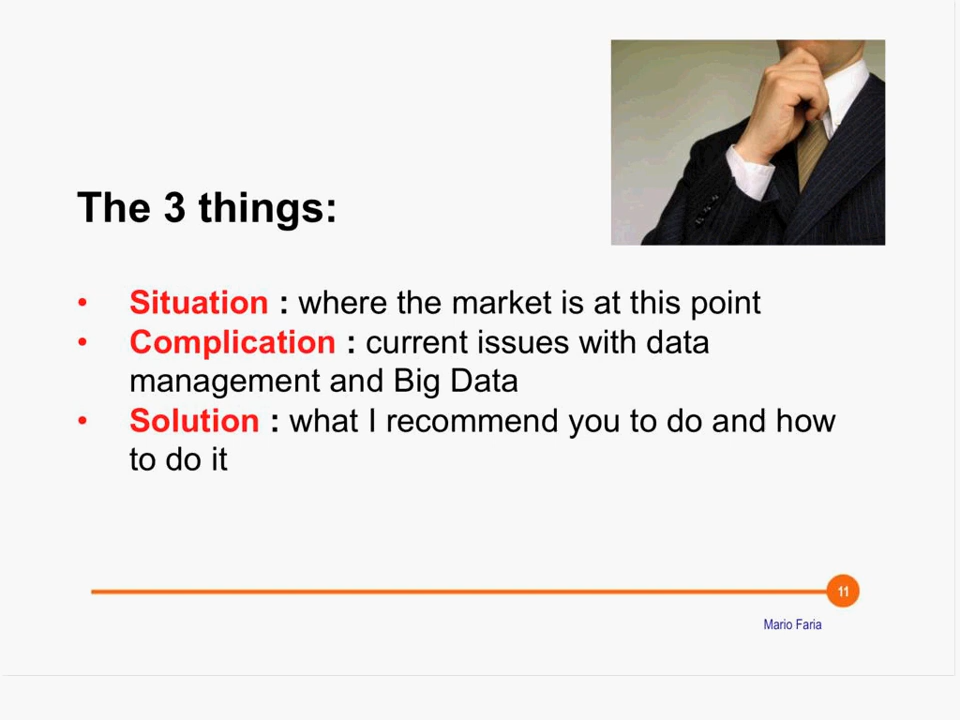 The 3 things:
• Situation : where the market is at this point
• Complication : current issues with data
management and Big Data
• Solution : what I recommend you to do and how
to do it
11
Mario Faria